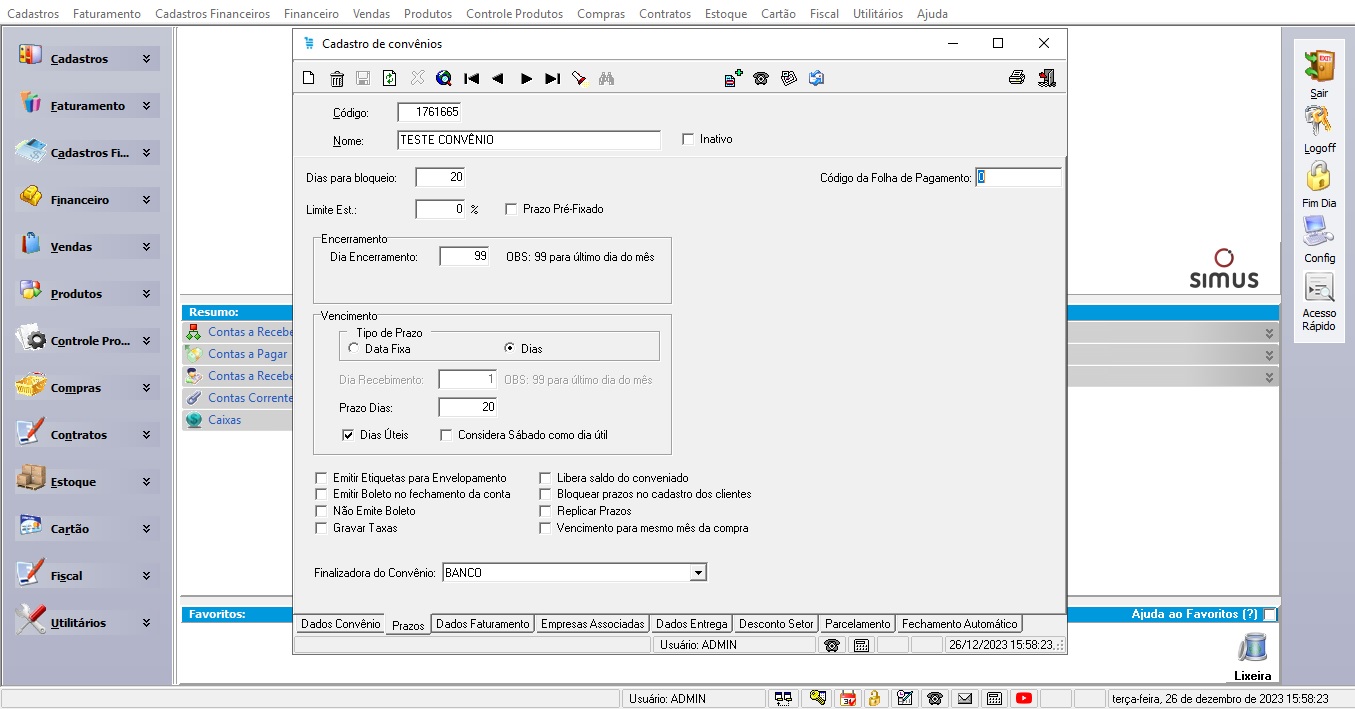 Cadastros Faturamento Cadastros Financeiros Financeiro Vendas Produtos Controle Produtos Compras Contratos Estoque Cartão Fiscal Utilitários Ajuda
Cadastros
Faturamento
Cadastros Fi...
Financeiro
Vendas
Produtos
Controle Pro...
Compras
Contratos
Estoque
Cartão
Fiscal
Utilitários
Resumo:
Contas a Recebe
Contas a Pagar
Contas a Recebe
Contas Corrente
Caixas
Favoritos:
Cadastro de convênios
Código: 1761665
Nome: TESTE CONVÊNIO Inativo
Dias para bloqueio: 20 Código da Folha de Pagamento: 0
Limite Est.: 0 % Prazo Pré-Fixado
Encerramento
Dia Encerramento: 99 OBS: 99 para último dia do mês
Vencimento
Tipo de Prazo
Data Fixa Dias
Dia Recebimento: 1 OBS: 99 para último dia do mês
Prazo Dias: 20
Dias Úteis Considera Sábado como dia útil
Emitir Etiquetas para Envelopamento Libera saldo do conveniado
Emitir Boleto no fechamento da conta Bloquear prazos no cadastro dos clientes
Não Emite Boleto Replicar Prazos
Gravar Taxas Vencimento para mesmo mês da compra
Finalizadora do Convênio: BANCO
Dados Convênio Prazos Dados Faturamento Empresas Associadas Dados Entrega Desconto Setor Parcelamento Fechamento Automático
Usuário: ADMIN 26/12/2023 15:58:23
SIMUS
EXIT
Sair
Logoff
Fim Dia
Config
Acesso
Rápido
Ajuda ao Favoritos (?)
Lixeira
Usuário: ADMIN terça-feira, 26 de dezembro de 2023 15:58:23